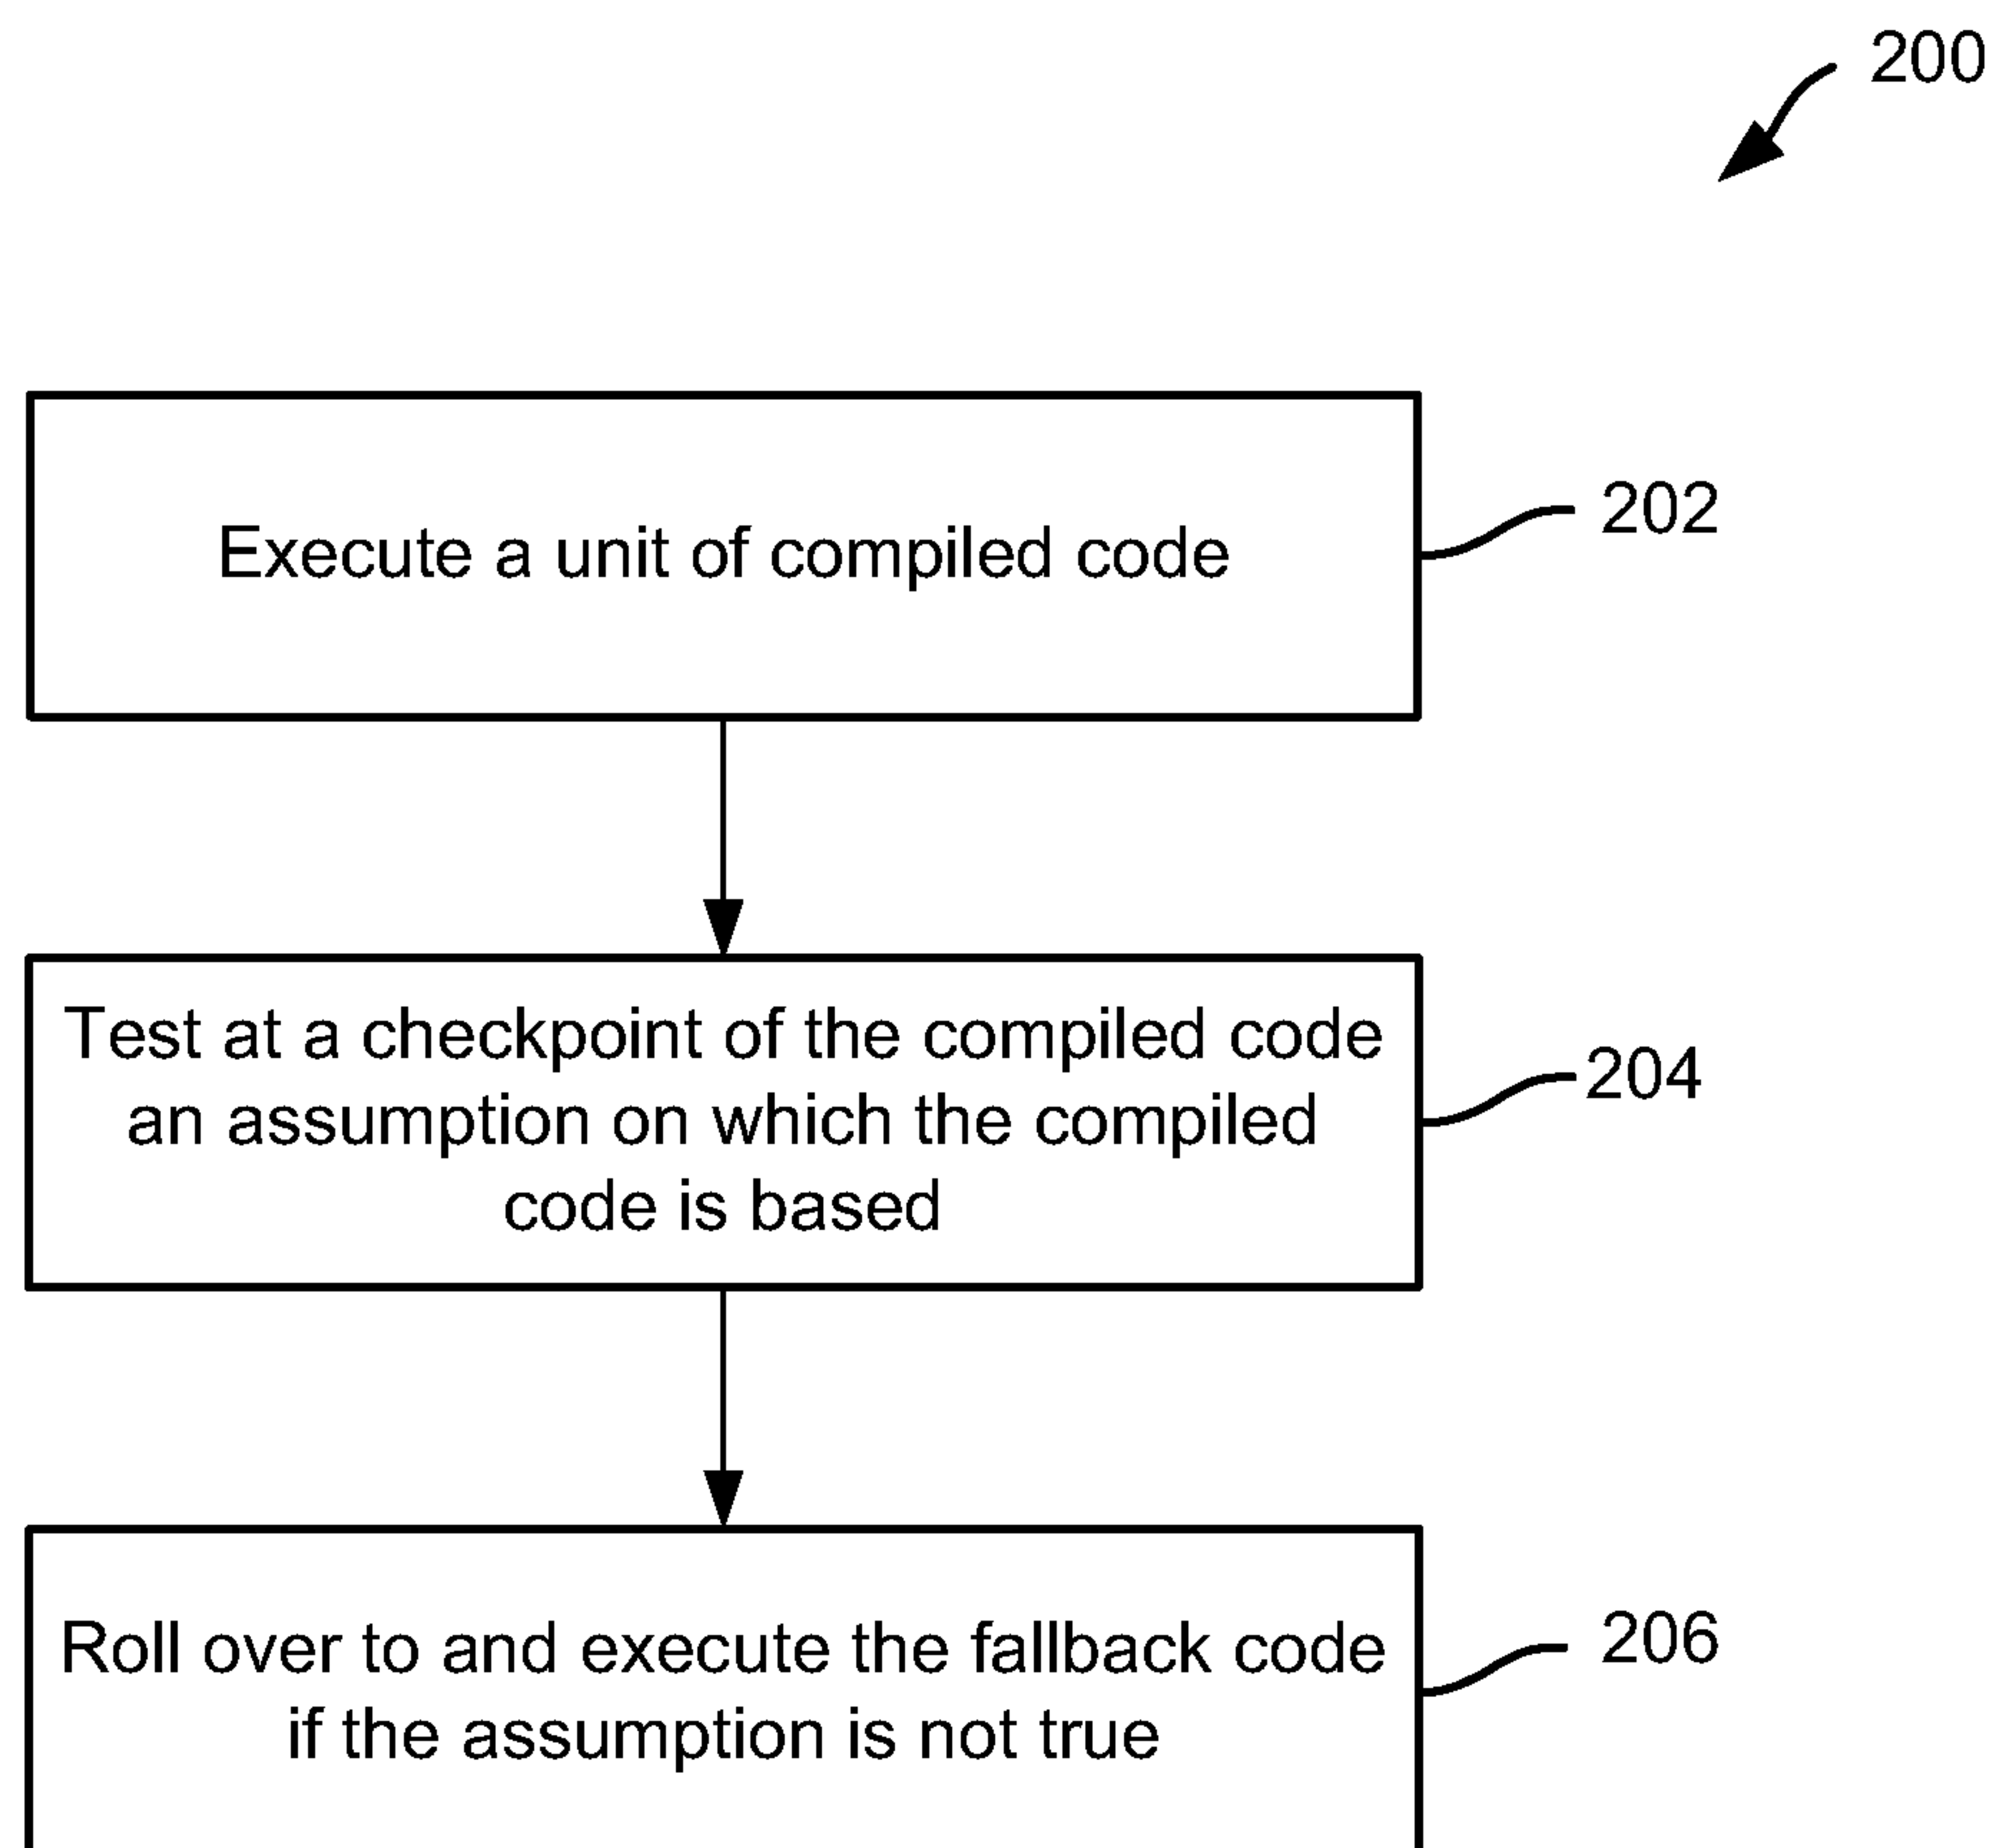 200
Execute a unit of compiled code
202
Test at a checkpoint of the compiled code
an assumption on which the compiled
code is based
204
Roll over to and execute the fallback code
if the assumption is not true
206